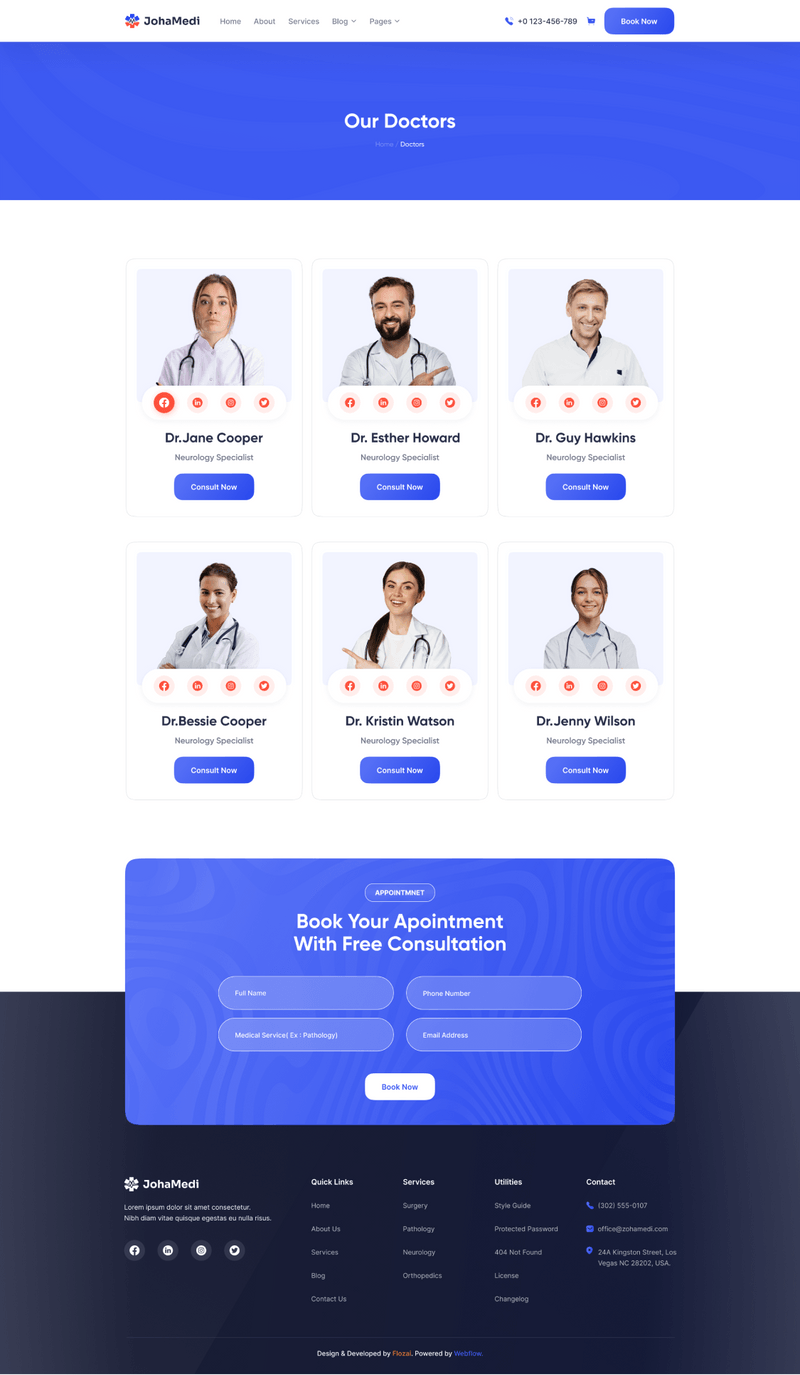 JohaMedi Home About Services Blog Pages +0 123-456-789 Book Now
Our Doctors
Home / Doctors
Dr.Jane Cooper
Neurology Specialist
Consult Now
Dr. Esther Howard
Neurology Specialist
Consult Now
Dr. Guy Hawkins
Neurology Specialist
Consult Now
Dr.Bessie Cooper
Neurology Specialist
Consult Now
Dr. Kristin Watson
Neurology Specialist
Consult Now
Dr.Jenny Wilson
Neurology Specialist
Consult Now
APPOINTMNET
Book Your Apointment
With Free Consultation
Full Name
Phone Number
Medical Service( Ex : Pathology)
Email Address
Book Now
JohaMedi
Lorem ipsum dolor sit amet consectetur.
Nibh diam vitae quisque egestas eu nulla risus.
Quick Links
Home
About Us
Services
Blog
Contact Us
Services
Surgery
Pathology
Neurology
Orthopedics
Utilities
Style Guide
Protected Password
404 Not Found
License
Changelog
Contact
(302) 555-0107
office@zohamedi.com
24A Kingston Street, Los
Vegas NC 28202, USA.
Design & Developed by Flozai. Powered by Webflow.